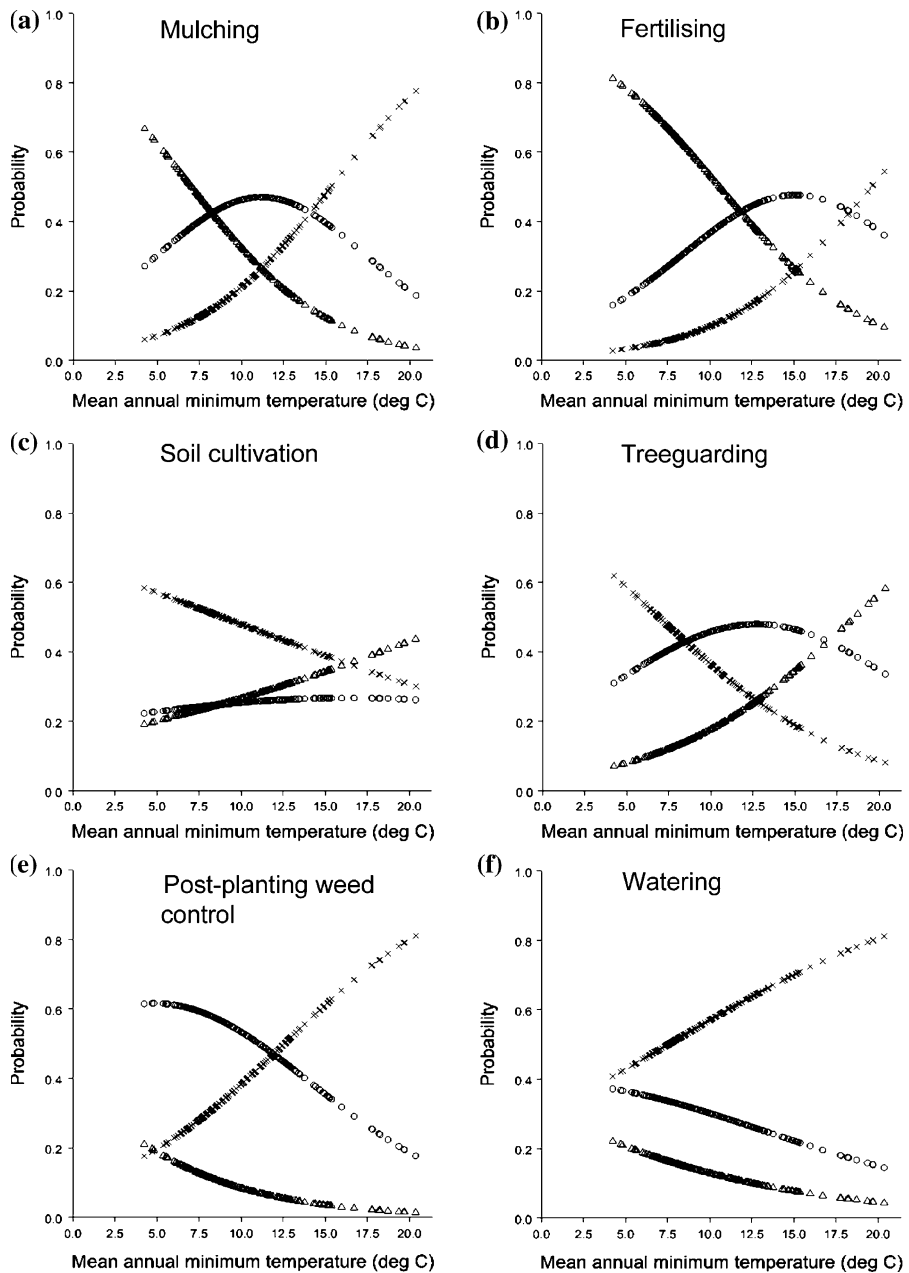 (a) Mulching
1.0
0.8
0.6
0.4
0.2
0.0
Probability
0.0 2.5 5.0 7.5 10.0 12.5 15.0 17.5 20.0
Mean annual minimum temperature (deg C)
(b) Fertilising
1.0
0.8
0.6
0.4
0.2
0.0
Probability
0.0 2.5 5.0 7.5 10.0 12.5 15.0 17.5 20.0
Mean annual minimum temperature (deg C)
(c) Soil cultivation
1.0
0.8
0.6
0.4
0.2
0.0
Probability
0.0 2.5 5.0 7.5 10.0 12.5 15.0 17.5 20.0
Mean annual minimum temperature (deg C)
(d) Treeguarding
1.0
0.8
0.6
0.4
0.2
0.0
Probability
0.0 2.5 5.0 7.5 10.0 12.5 15.0 17.5 20.0
Mean annual minimum temperature (deg C)
(e) Post-planting weed
control
1.0
0.8
0.6
0.4
0.2
0.0
Probability
0.0 2.5 5.0 7.5 10.0 12.5 15.0 17.5 20.0
Mean annual minimum temperature (deg C)
(f) Watering
1.0
0.8
0.6
0.4
0.2
0.0
Probability
0.0 2.5 5.0 7.5 10.0 12.5 15.0 17.5 20.0
Mean annual minimum temperature (deg C)